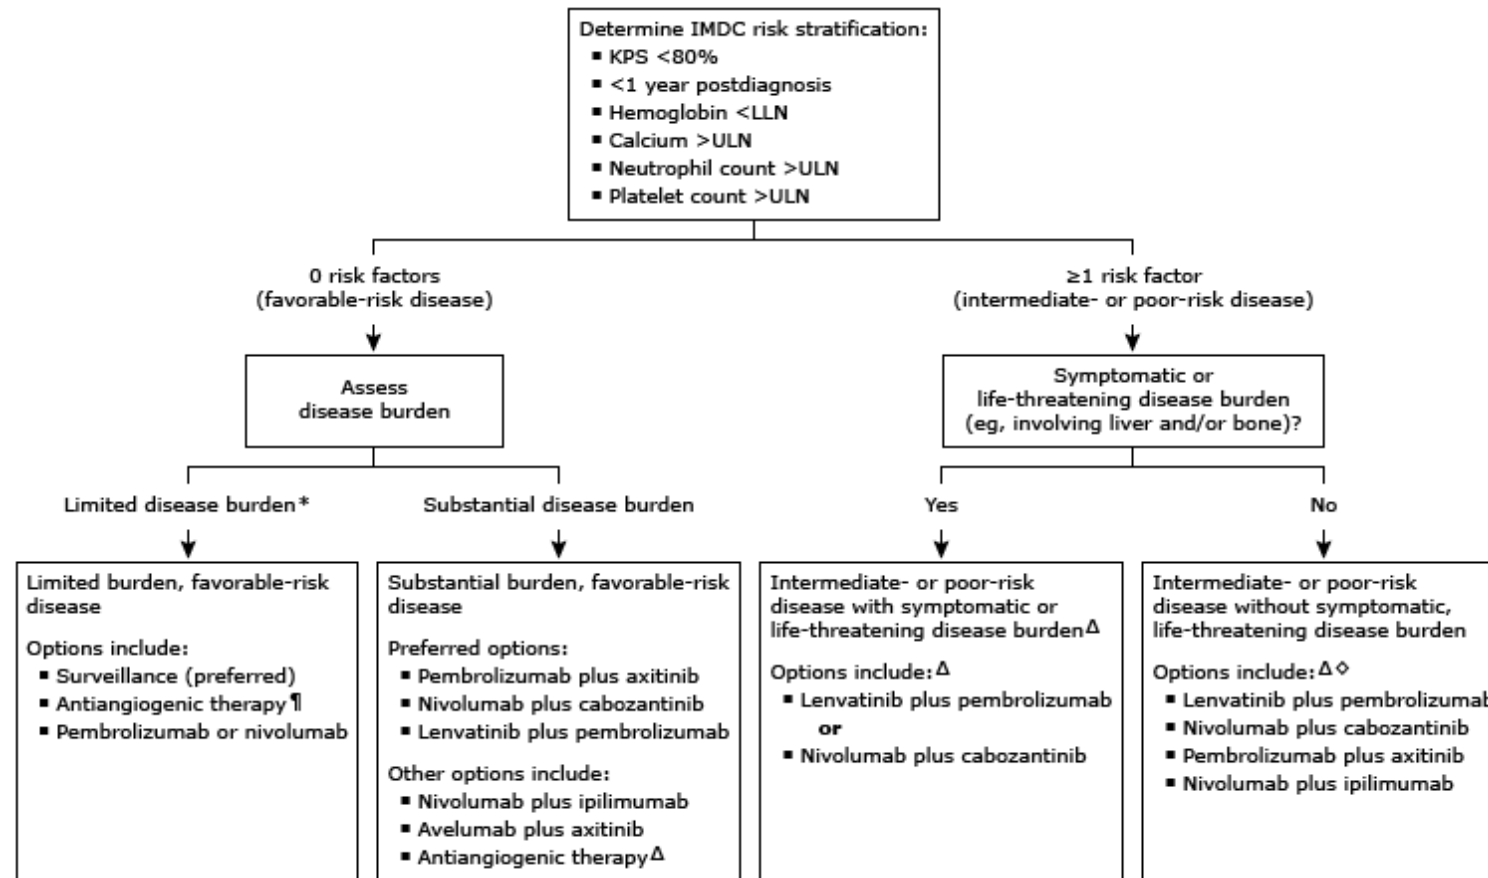 Determine IMDC risk stratification:
▪ KPS <80%
▪ <1 year postdiagnosis
▪ Hemoglobin <LLN
▪ Calcium >ULN
▪ Neutrophil count >ULN
▪ Platelet count >ULN
0 risk factors
(favorable-risk disease)
≥1 risk factor
(intermediate- or poor-risk disease)
Assess
disease burden
Symptomatic or
life-threatening disease burden
(eg, involving liver and/or bone)?
Limited disease burden*
Substantial disease burden
Yes
No
Limited burden, favorable-risk
disease
Options include:
▪ Surveillance (preferred)
▪ Antiangiogenic therapy¶
▪ Pembrolizumab or nivolumab
Substantial burden, favorable-risk
disease
Preferred options:
▪ Pembrolizumab plus axitinib
▪ Nivolumab plus cabozantinib
▪ Lenvatinib plus pembrolizumab
Other options include:
▪ Nivolumab plus ipilimumab
▪ Avelumab plus axitinib
▪ Antiangiogenic therapyΔ
Intermediate- or poor-risk
disease with symptomatic or
life-threatening disease burdenΔ
Options include:Δ
▪ Lenvatinib plus pembrolizumab
or
▪ Nivolumab plus cabozantinib
Intermediate- or poor-risk
disease without symptomatic,
life-threatening disease burden
Options include:Δ◇
▪ Lenvatinib plus pembrolizumab
▪ Nivolumab plus cabozantinib
▪ Pembrolizumab plus axitinib
▪ Nivolumab plus ipilimumab